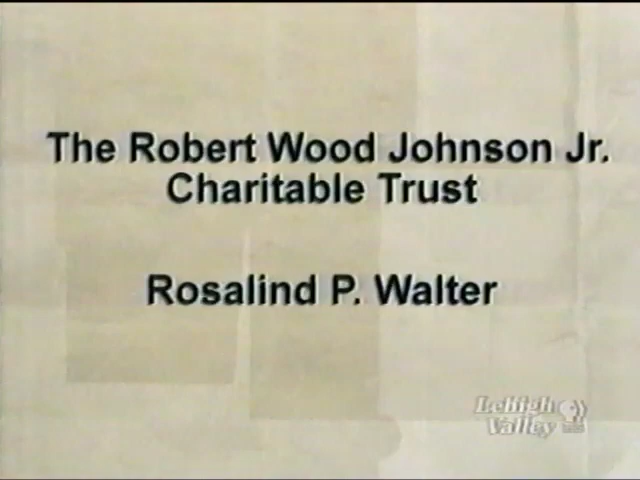 The Robert Wood Johnson Jr.
Charitable Trust
Rosalind P. Walter
Lehigh
Valley